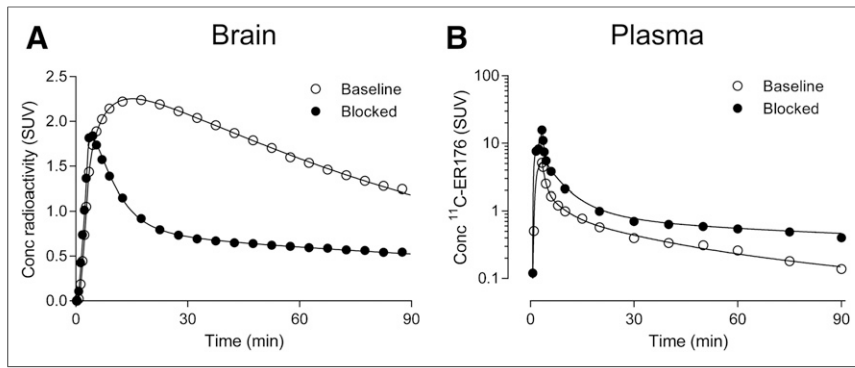 A Brain
2.5
2.0
1.5
1.0
0.5
0.0
Conc radioactivity (SUV)
Baseline
Blocked
0 30 60 90
Time (min)
B Plasma
100
10
1
0.1
Conc ¹¹C-ER176 (SUV)
Baseline
Blocked
0 30 60 90
Time (min)